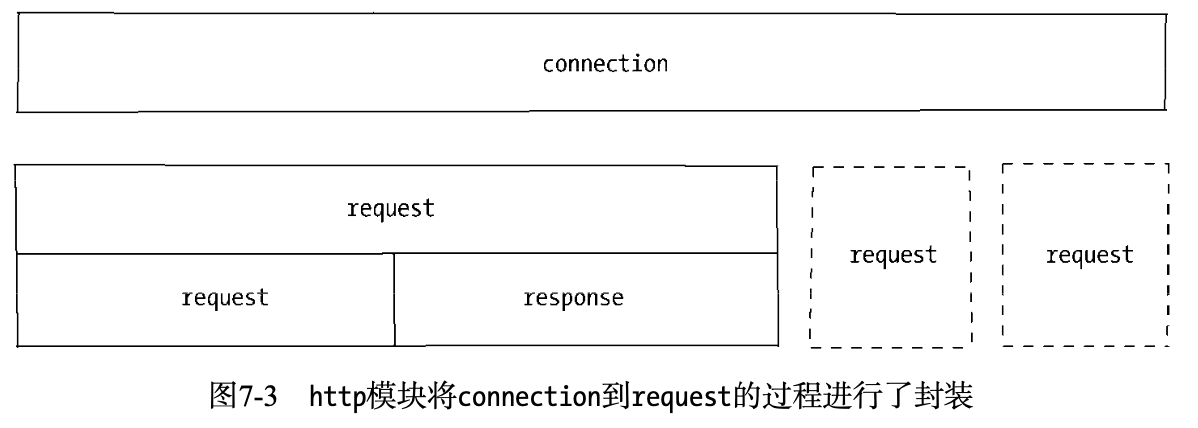 connection
request
request
response
request
request
图7-3 http模块将connection到request的过程进行了封装